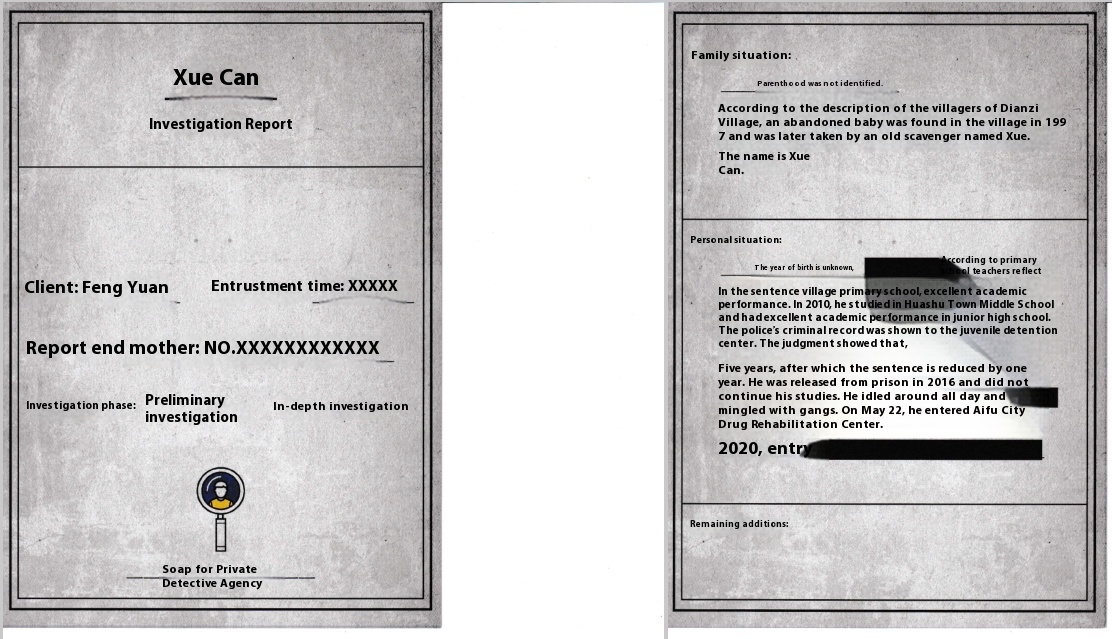 Xue Can
Investigation Report
Client: Feng Yuan
Entrustment time: XXXXX
Report end mother: NO.XXXXXXXXXXXX
Investigation phase:
Preliminary
investigation
In-depth investigation
Soap for Private
Detective Agency
Family situation:
Parenthood was not identified.
According to the description of the villagers of Dianzi
Village, an abandoned baby was found in the village in 199
7 and was later taken by an old scavenger named Xue.
The name is Xue
Can.
Personal situation:
The year of birth is unknown,
According to primary
school teachers reflect
In the sentence village primary school, excellent academic
performance. In 2010, he studied in Huashu Town Middle School
and had excellent academic performance in junior high school.
The police's criminal record was shown to the juvenile detention
center. The judgment showed that,
Five years, after which the sentence is reduced by one
year. He was released from prison in 2016 and did not
continue his studies. He idled around all day and
mingled with gangs. On May 22, he entered Aifu City
Drug Rehabilitation Center.
2020, entry
Remaining additions: